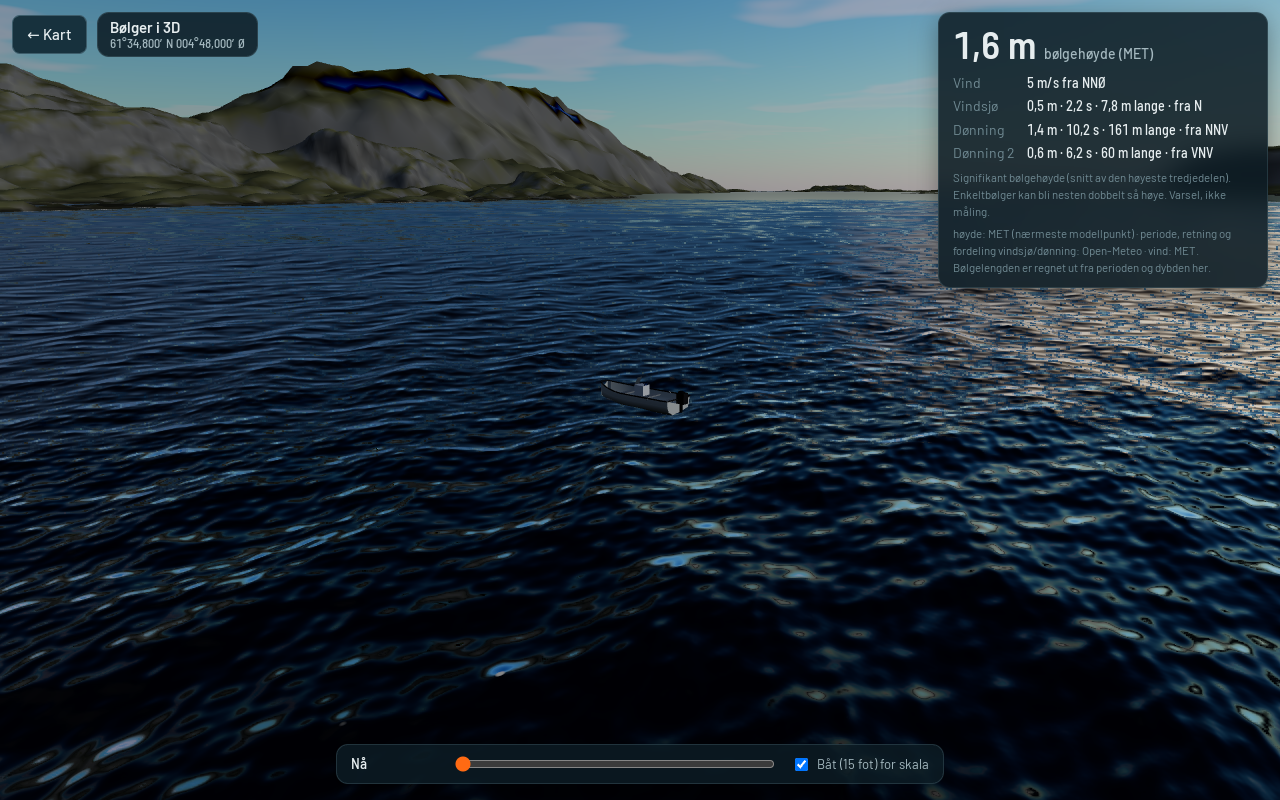 ← Kart
Bølger i 3D
61°34,800′ N 004°48,000′ Ø
1,6 m bølgehøyde (MET)
Vind 5 m/s fra NNØ
Vindsjø 0,5 m · 2,2 s · 7,8 m lange · fra N
Dønning 1,4 m · 10,2 s · 161 m lange · fra NNV
Dønning 2 0,6 m · 6,2 s · 60 m lange · fra VNV
Signifikant bølgehøyde (snitt av den høyeste tredjedelen).
Enkeltbølger kan bli nesten dobbelt så høye. Varsel, ikke
måling.
høyde: MET (nærmeste modellpunkt) · periode, retning og
fordeling vindsjø/dønning: Open-Meteo · vind: MET.
Bølgelengden er regnet ut fra perioden og dybden her.
Nå
Båt (15 fot) for skala